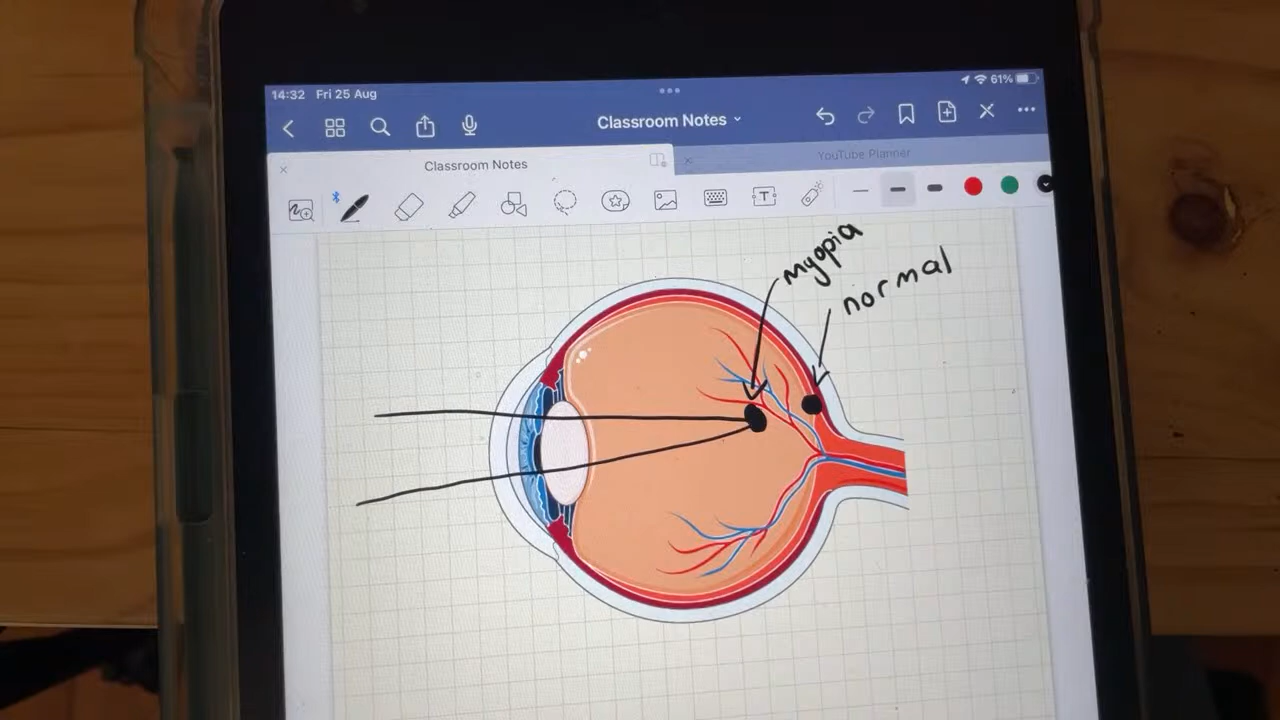 14:32 Fri 25 Aug
61%
Classroom Notes
Classroom Notes
YouTube Planner
T
myopia
normal